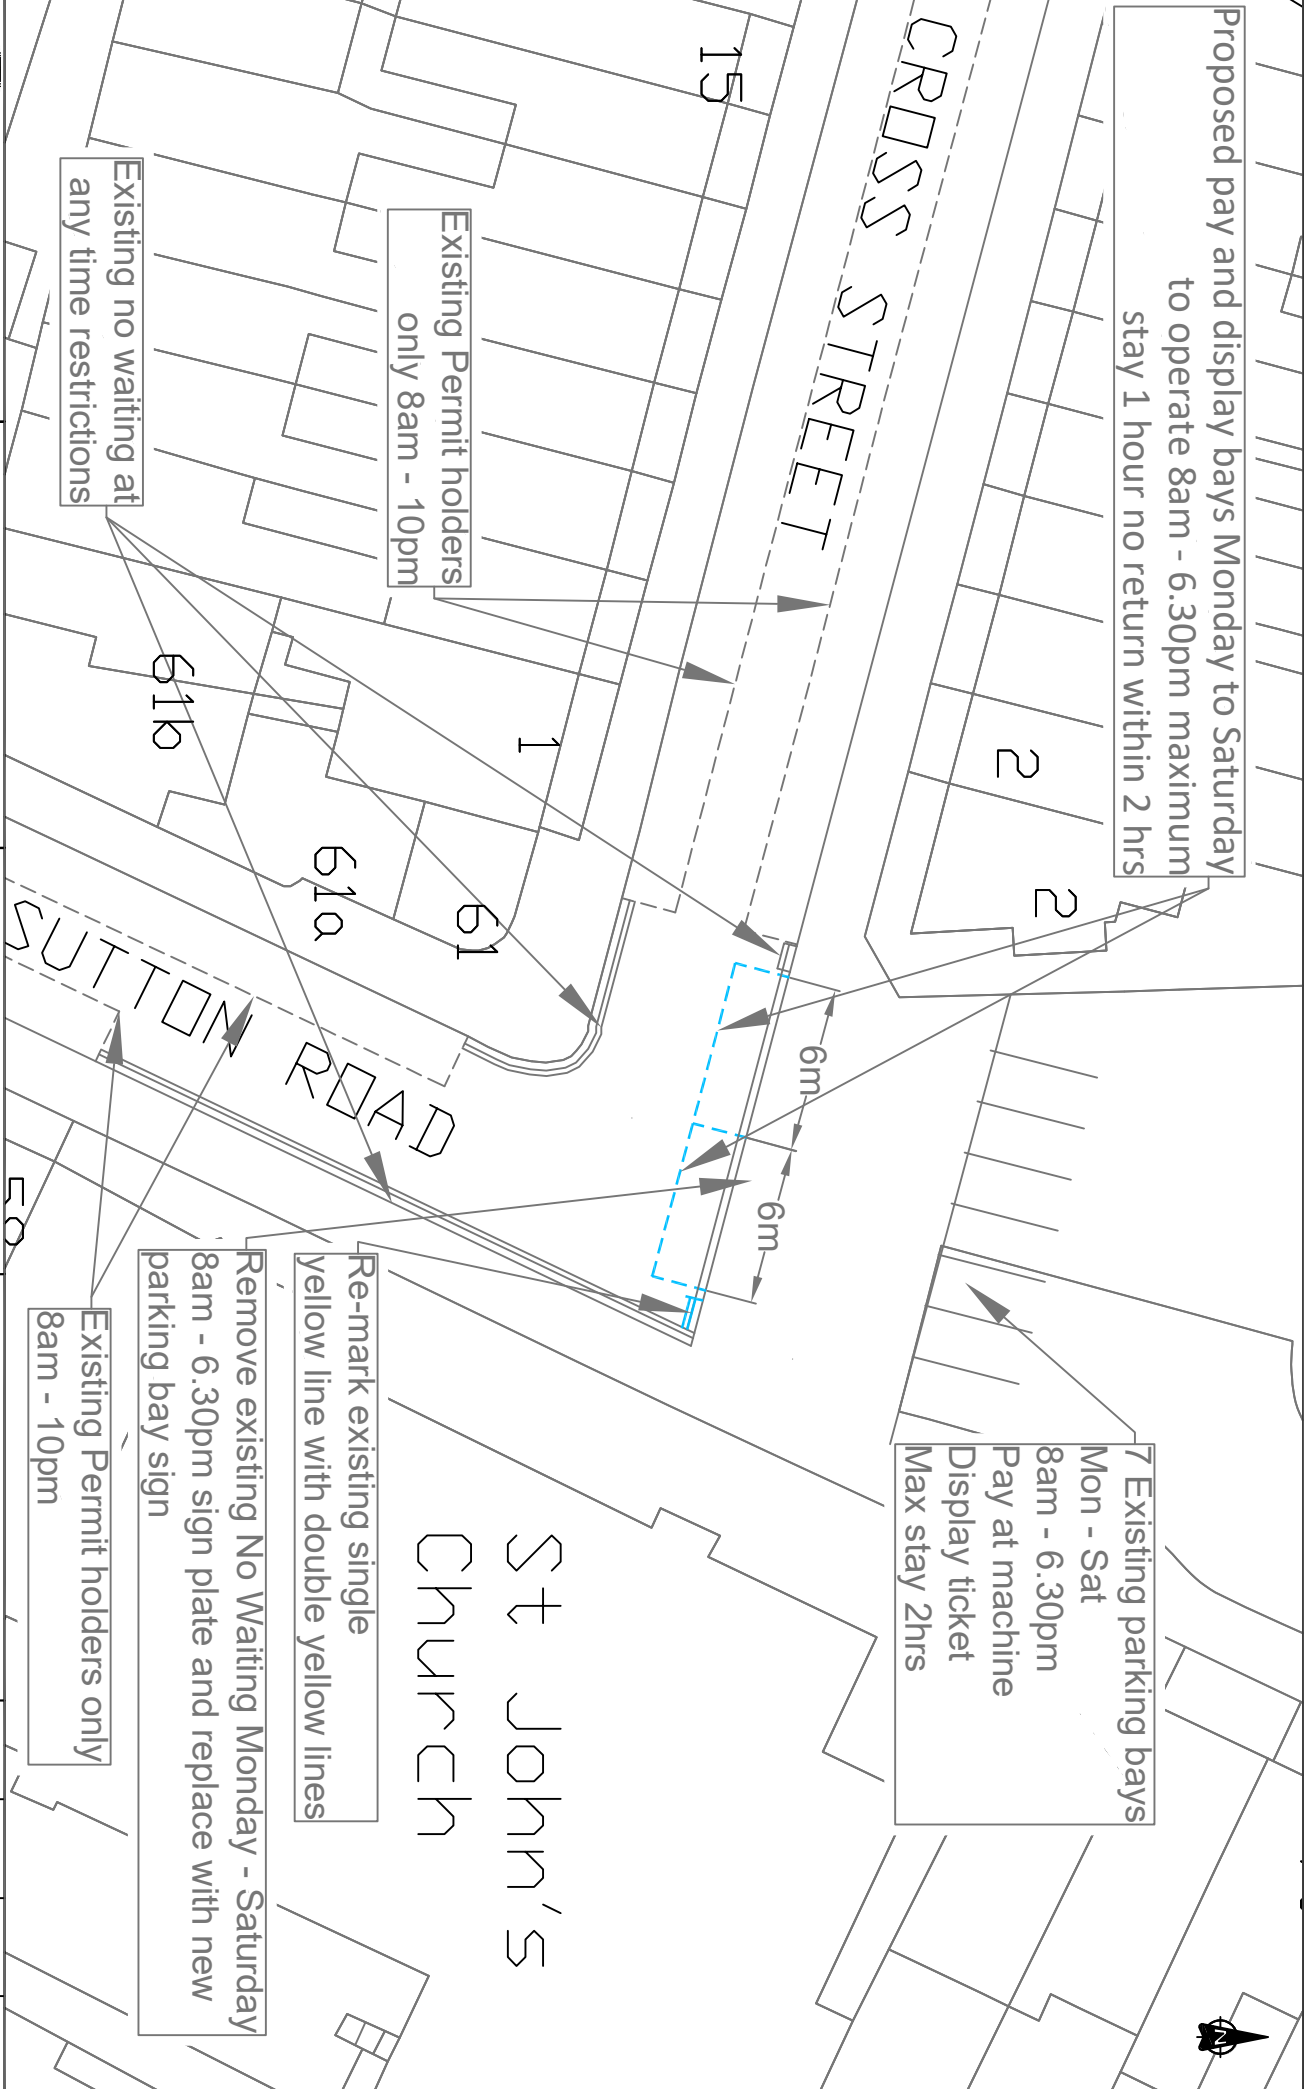 Proposed pay and display bays Monday to Saturday
to operate 8am - 6.30pm maximum
stay 1 hour no return within 2 hrs
CROSS STREET
15
Existing Permit holders
only 8am - 10pm
Existing no waiting at
any time restrictions
2
2
1
61
61a
61b
SUTTON ROAD
6m
6m
7 Existing parking bays
Mon - Sat
8am - 6.30pm
Pay at machine
Display ticket
Max stay 2hrs
St John's
Church
Re-mark existing single
yellow line with double yellow lines
Remove existing No Waiting Monday - Saturday
8am - 6.30pm sign plate and replace with new
parking bay sign
Existing Permit holders only
8am - 10pm
N